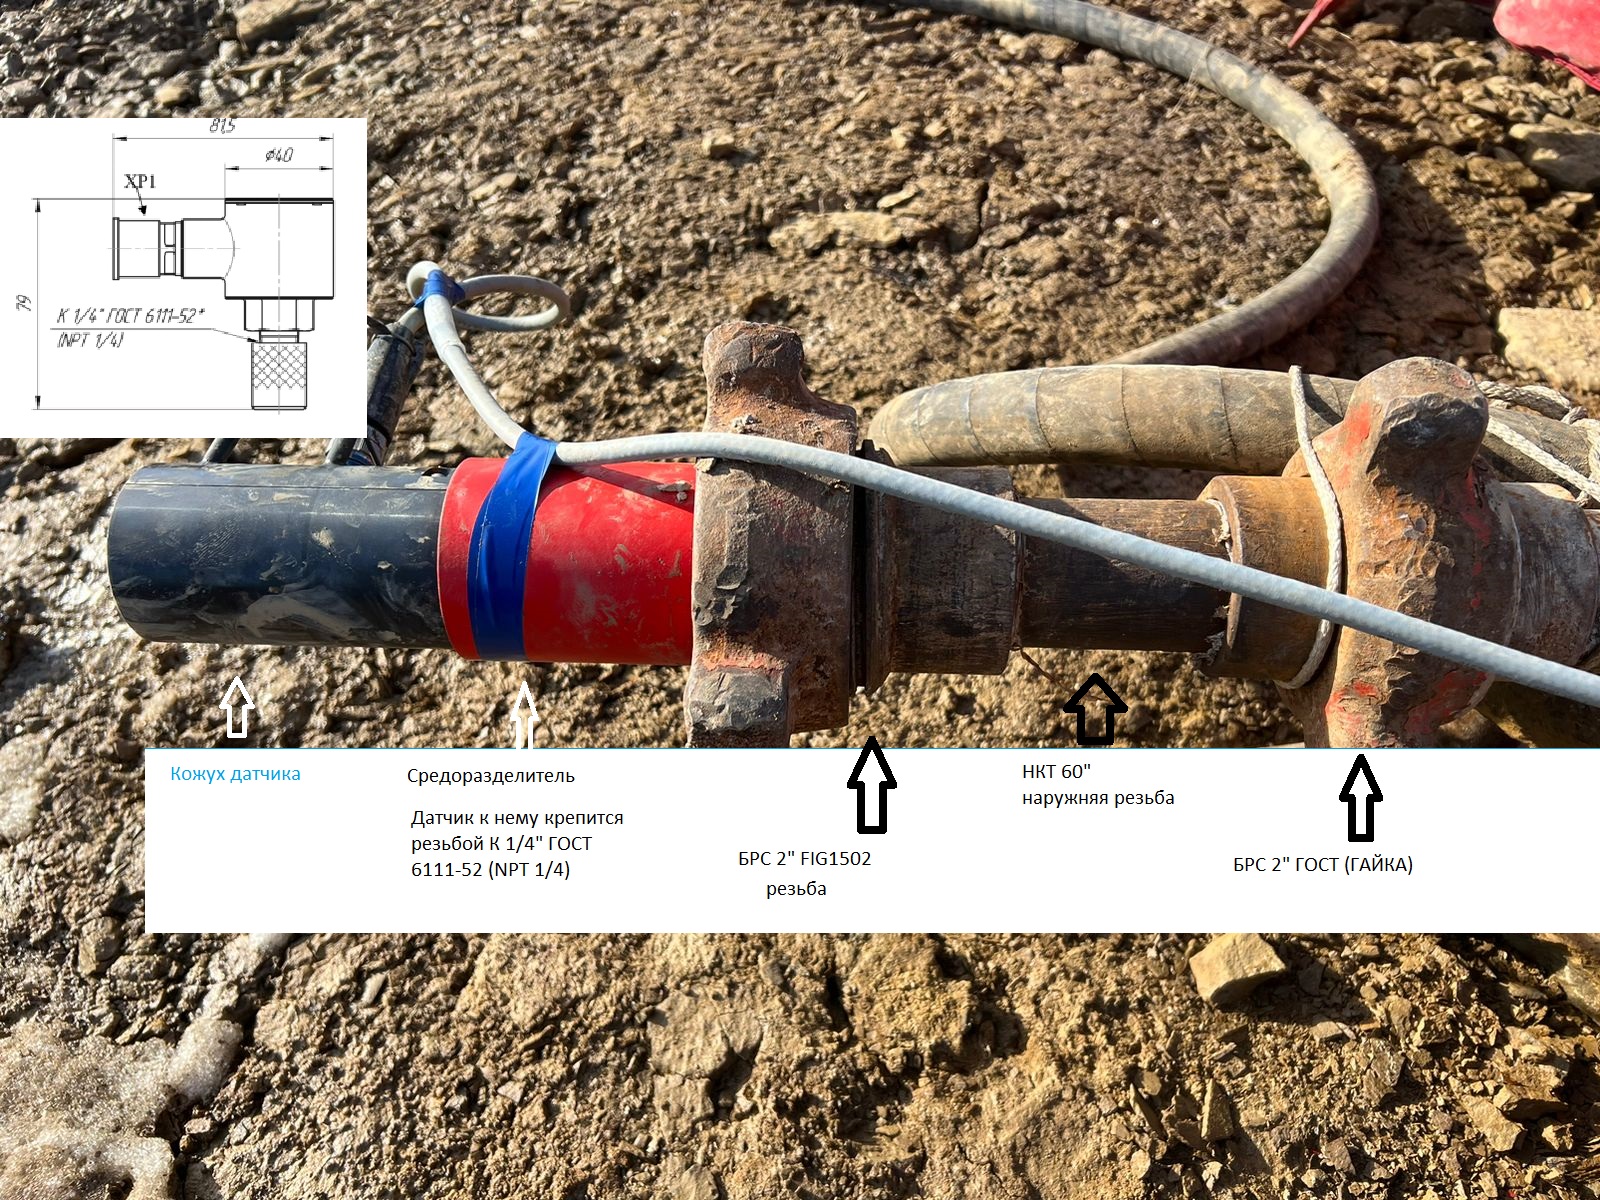 81,5
⌀40
XP1
79
К 1/4" ГОСТ 6111-52*
(NPT 1/4)
Кожух датчика
Средоразделитель
Датчик к нему крепится
резьбой К 1/4" ГОСТ
6111-52 (NPT 1/4)
БРС 2" FIG1502
резьба
НКТ 60"
наружняя резьба
БРС 2" ГОСТ (ГАЙКА)